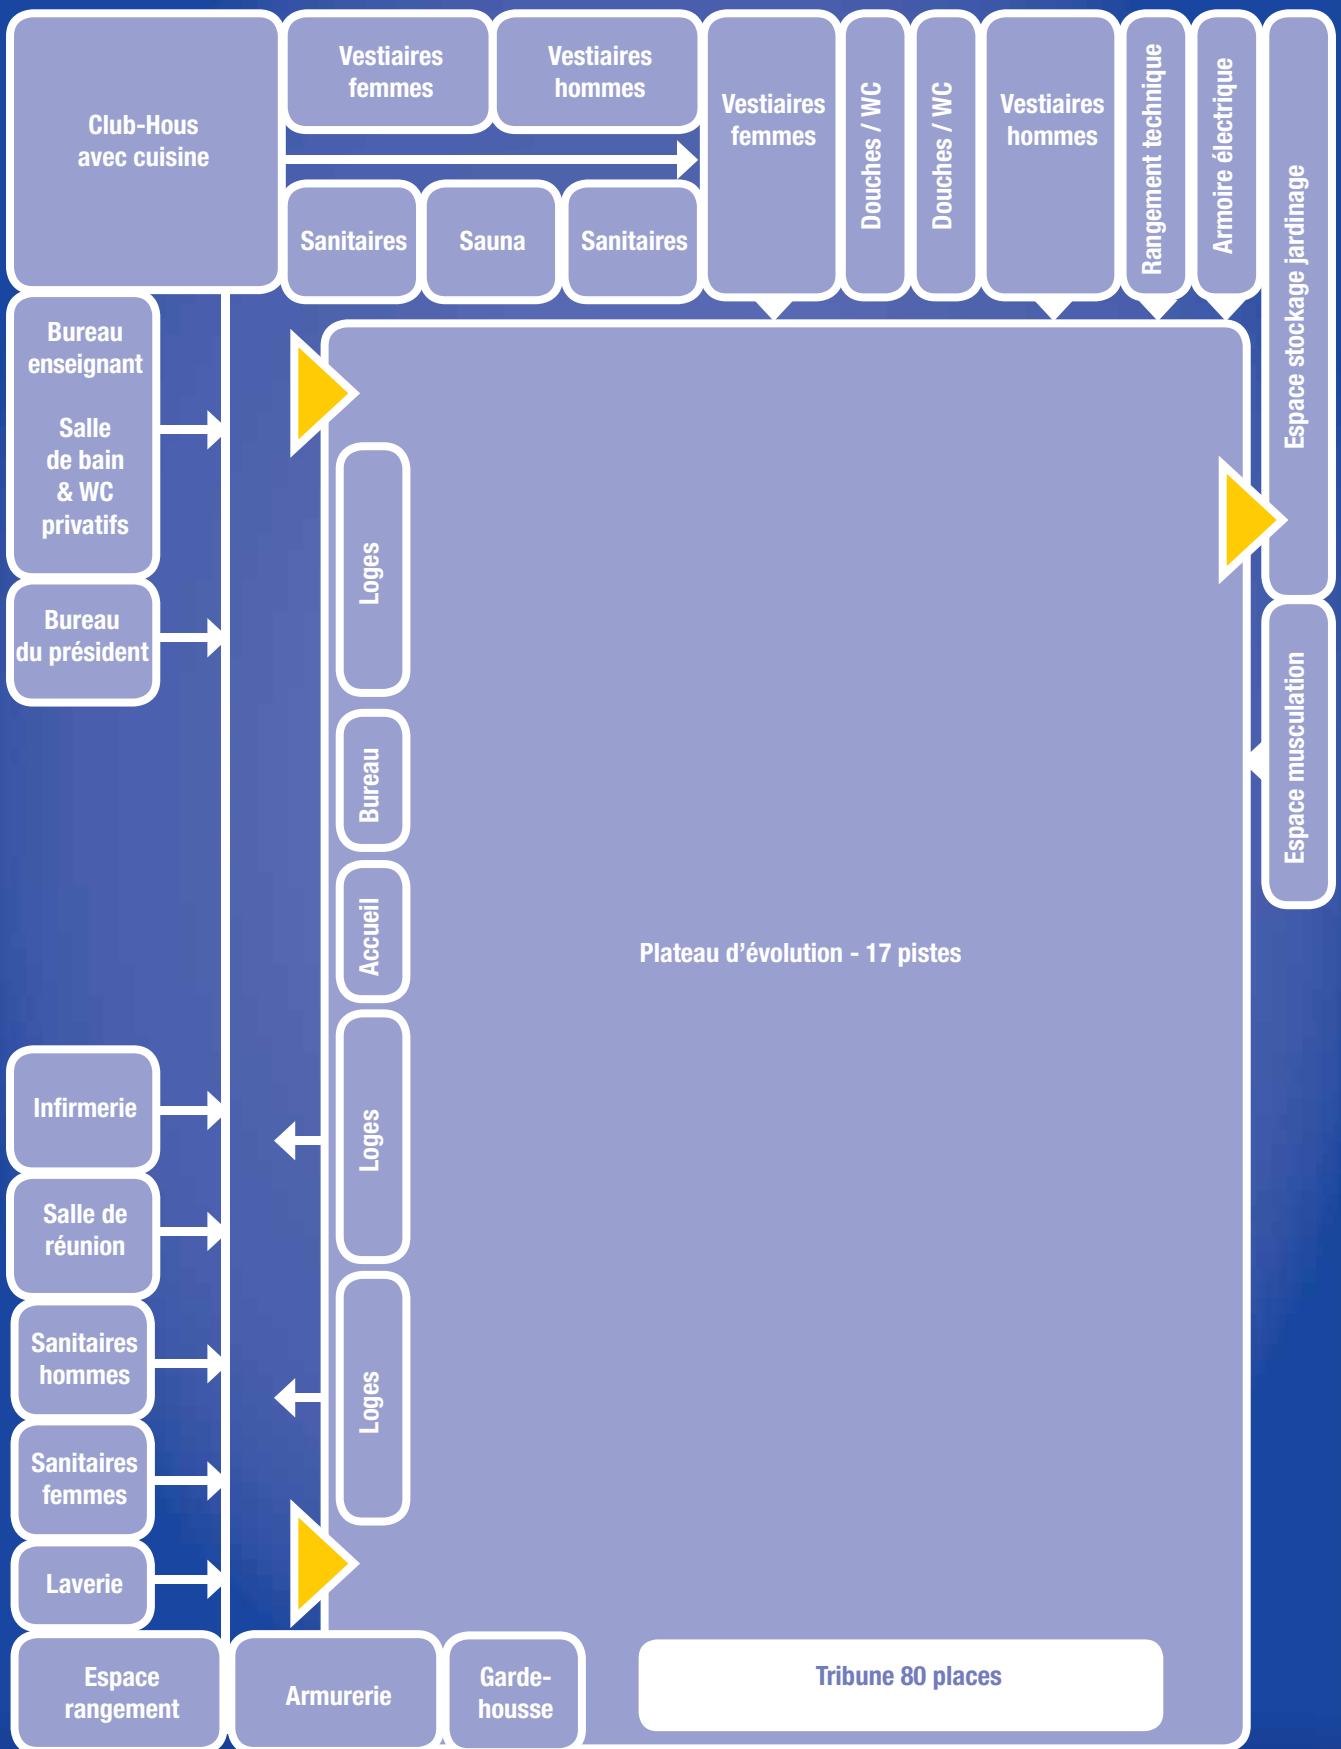 Club-Hous
avec cuisine
Vestiaires
femmes
Vestiaires
hommes
Sanitaires
Sauna
Sanitaires
Vestiaires
femmes
Douches / WC
Douches / WC
Vestiaires
hommes
Rangement technique
Armoire électrique
Espace stockage jardinage
Bureau
enseignant
Salle
de bain
& WC
privatifs
Bureau
du président
Loges
Bureau
Accueil
Loges
Loges
Plateau d’évolution - 17 pistes
Espace musculation
Infirmerie
Salle de
réunion
Sanitaires
hommes
Sanitaires
femmes
Laverie
Espace
rangement
Armurerie
Garde-
housse
Tribune 80 places